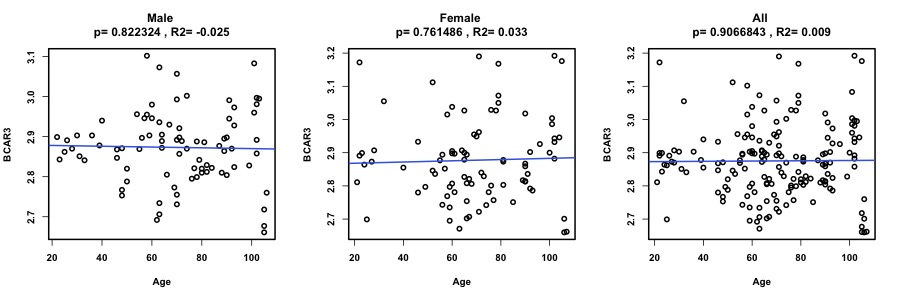 Male
p= 0.822324 , R2= -0.025
BCAR3
3.1
3.0
2.9
2.8
2.7
20 40 60 80 100
Age
Female
p= 0.761486 , R2= 0.033
BCAR3
3.2
3.1
3.0
2.9
2.8
2.7
20 40 60 80 100
Age
All
p= 0.9066843 , R2= 0.009
BCAR3
3.2
3.1
3.0
2.9
2.8
2.7
20 40 60 80 100
Age